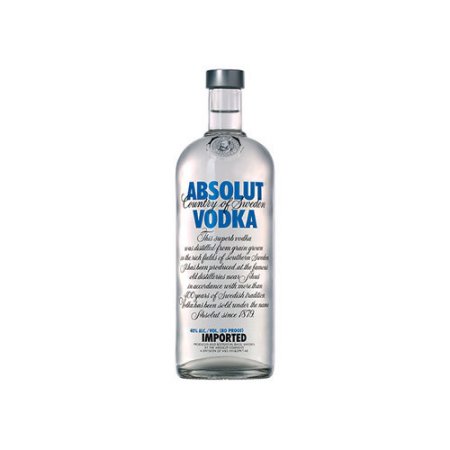 ABSOLUT
Country of Sweden
VODKA
This superb vodka
was distilled from grain grown
in the rich fields of southern Sweden.
It has been produced at the famous
old distilleries near Åhus
in accordance with more than
400 years of Swedish tradition.
Vodka has been sold under the name
Absolut since 1879.
40% ALC./VOL. (80 PROOF)
IMPORTED